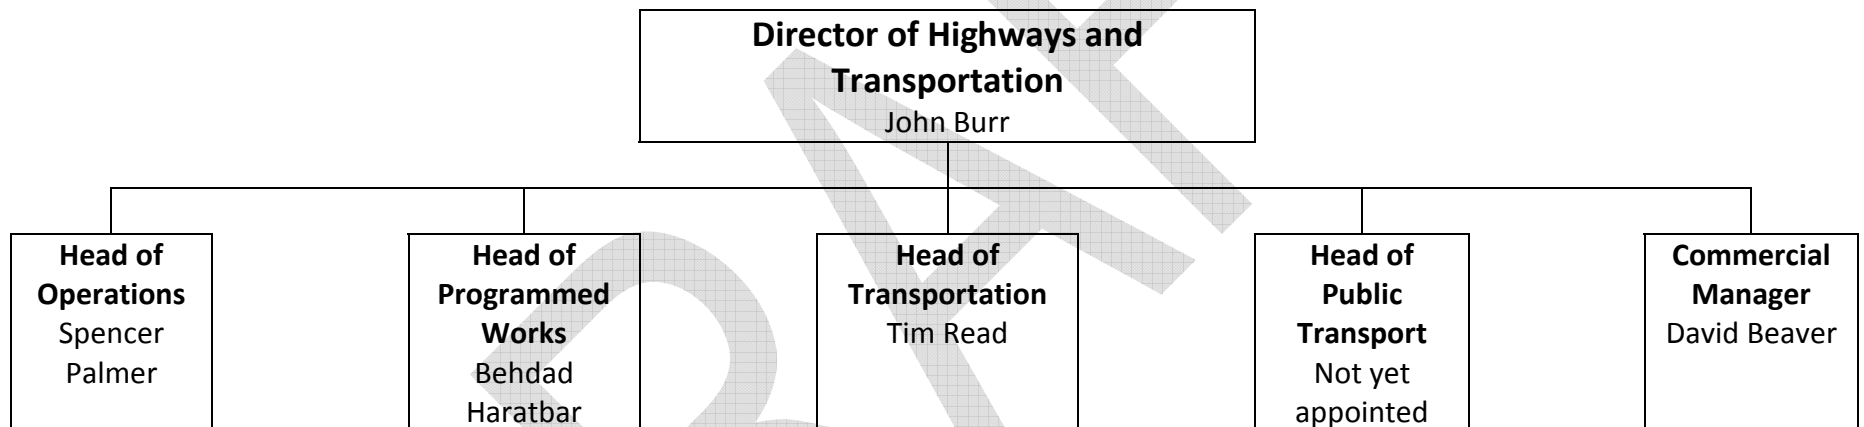 Director of Highways and
Transportation
John Burr
Head of
Operations
Spencer
Palmer
Head of
Programmed
Works
Behdad
Haratbar
Head of
Transportation
Tim Read
Head of
Public
Transport
Not yet
appointed
Commercial
Manager
David Beaver